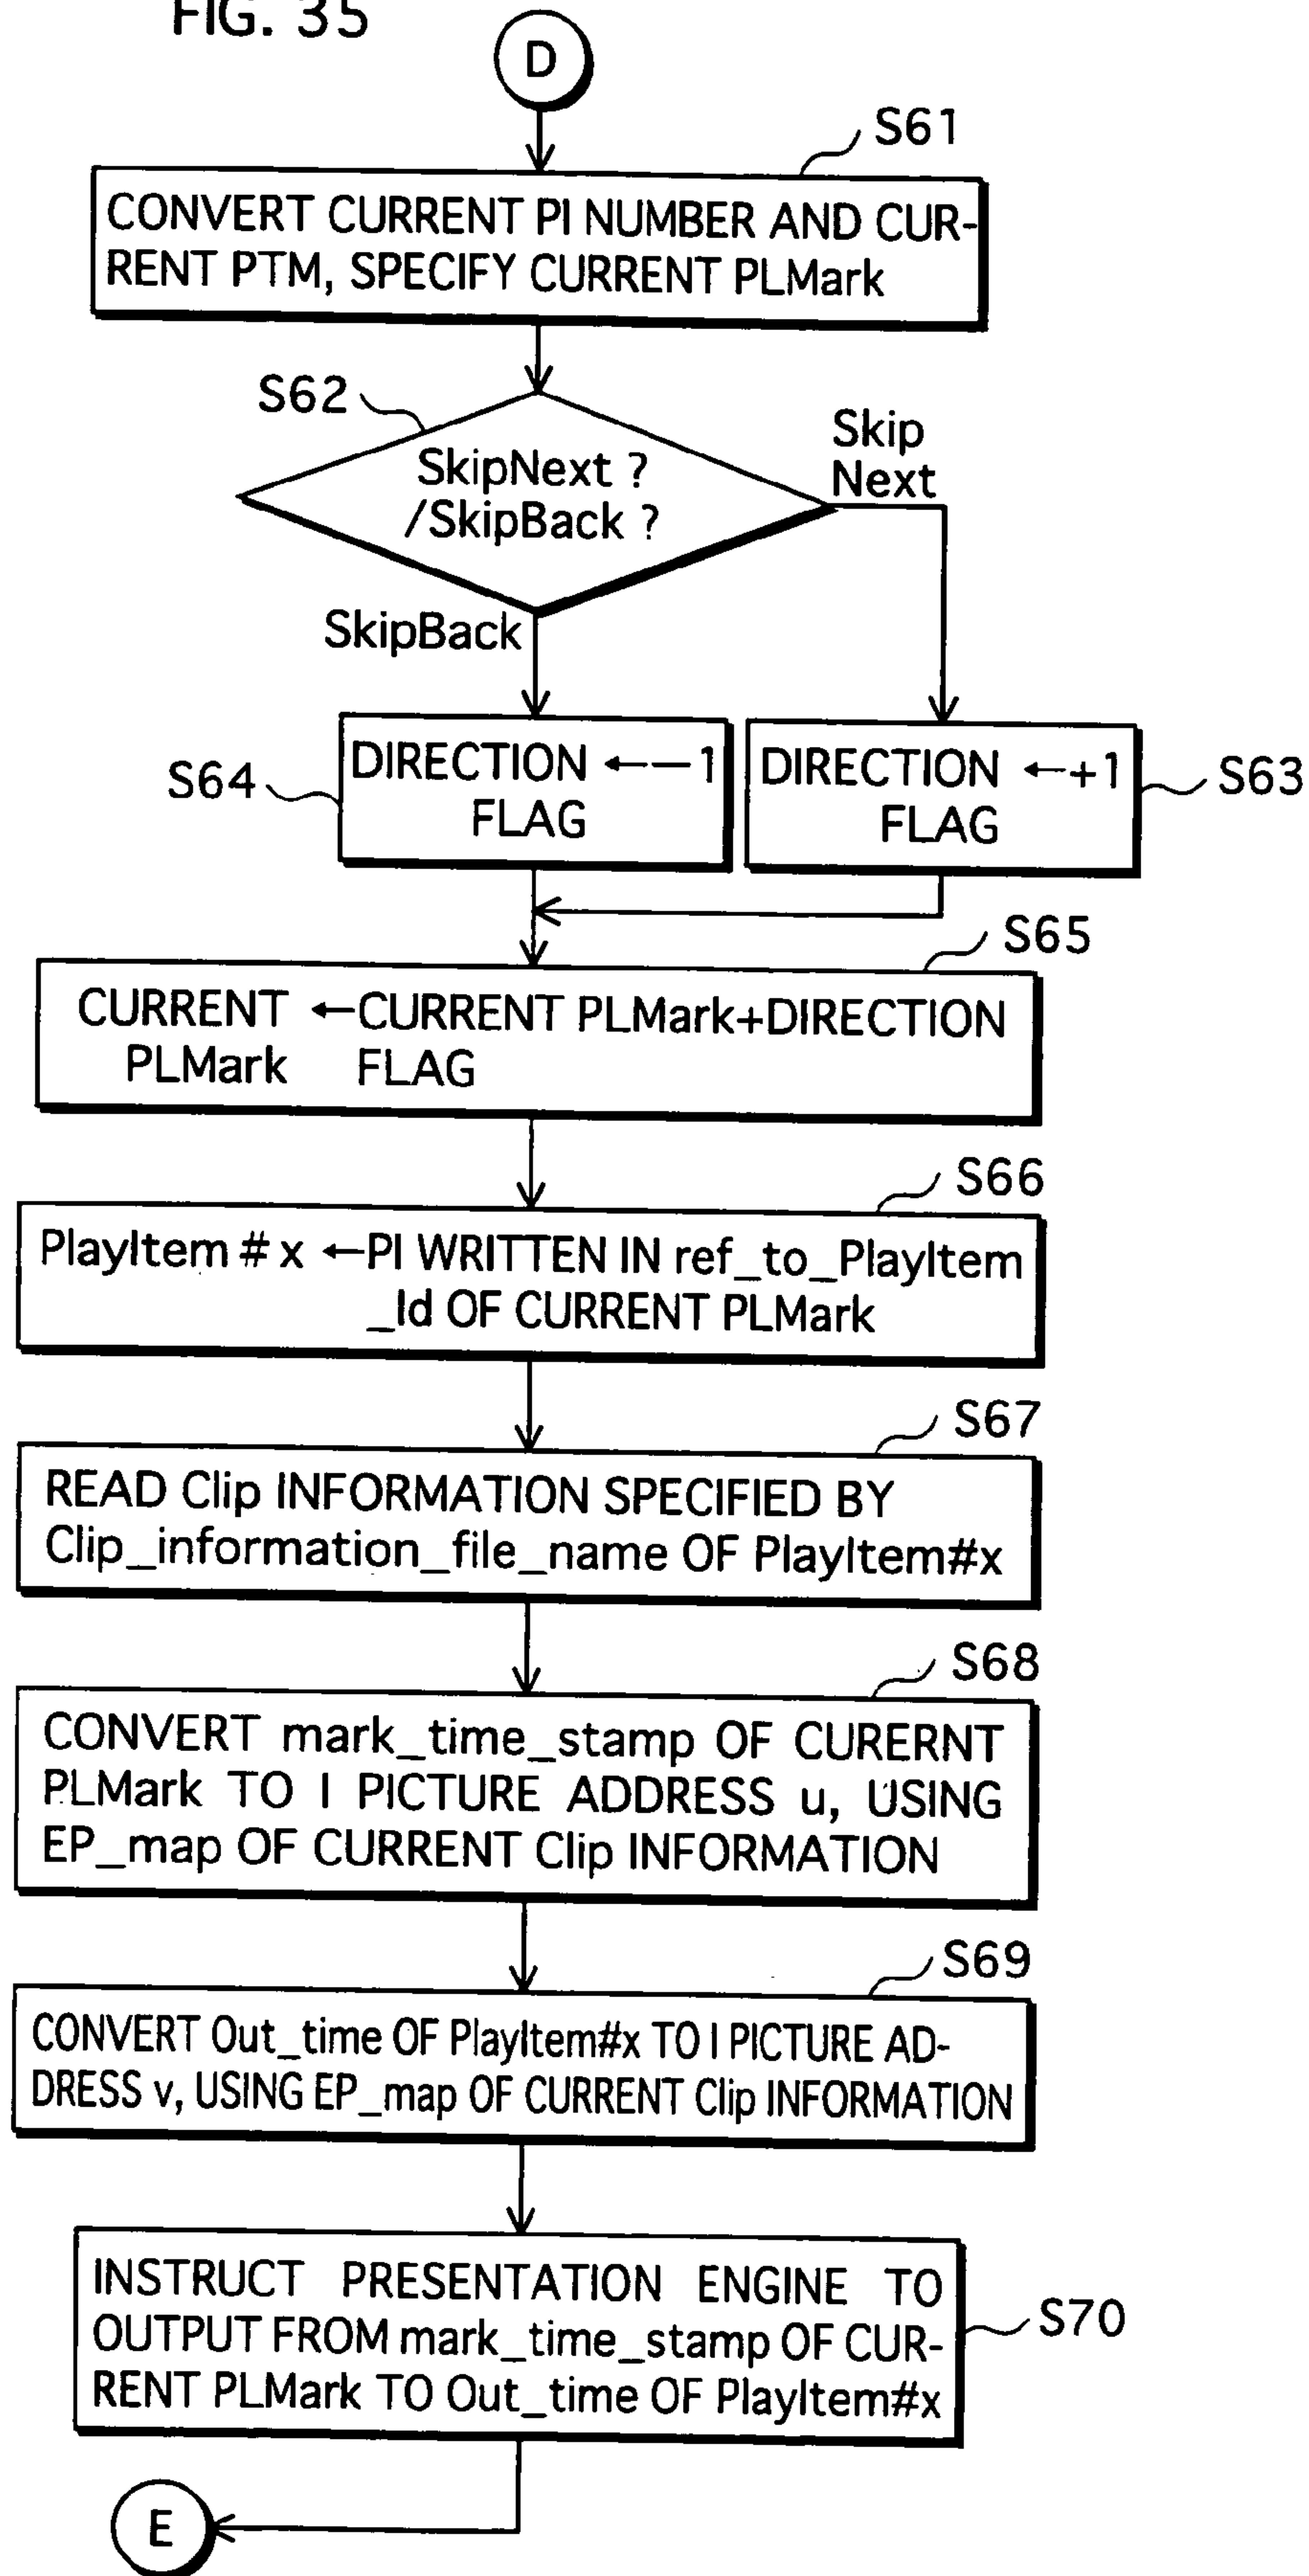 FIG. 35
D
S61
CONVERT CURRENT PI NUMBER AND CUR-
RENT PTM, SPECIFY CURRENT PLMark
S62
SkipNext ?
/SkipBack ?
Skip
Next
SkipBack
S64
DIRECTION ←−1
FLAG
DIRECTION ←+1
FLAG
S63
S65
CURRENT ←CURRENT PLMark+DIRECTION
PLMark FLAG
S66
PlayItem # x ←PI WRITTEN IN ref_to_PlayItem
_Id OF CURRENT PLMark
S67
READ Clip INFORMATION SPECIFIED BY
Clip_information_file_name OF PlayItem#x
S68
CONVERT mark_time_stamp OF CURERNT
PLMark TO I PICTURE ADDRESS u, USING
EP_map OF CURRENT Clip INFORMATION
S69
CONVERT Out_time OF PlayItem#x TO I PICTURE AD-
DRESS v, USING EP_map OF CURRENT Clip INFORMATION
INSTRUCT PRESENTATION ENGINE TO
OUTPUT FROM mark_time_stamp OF CUR-
RENT PLMark TO Out_time OF PlayItem#x
S70
E